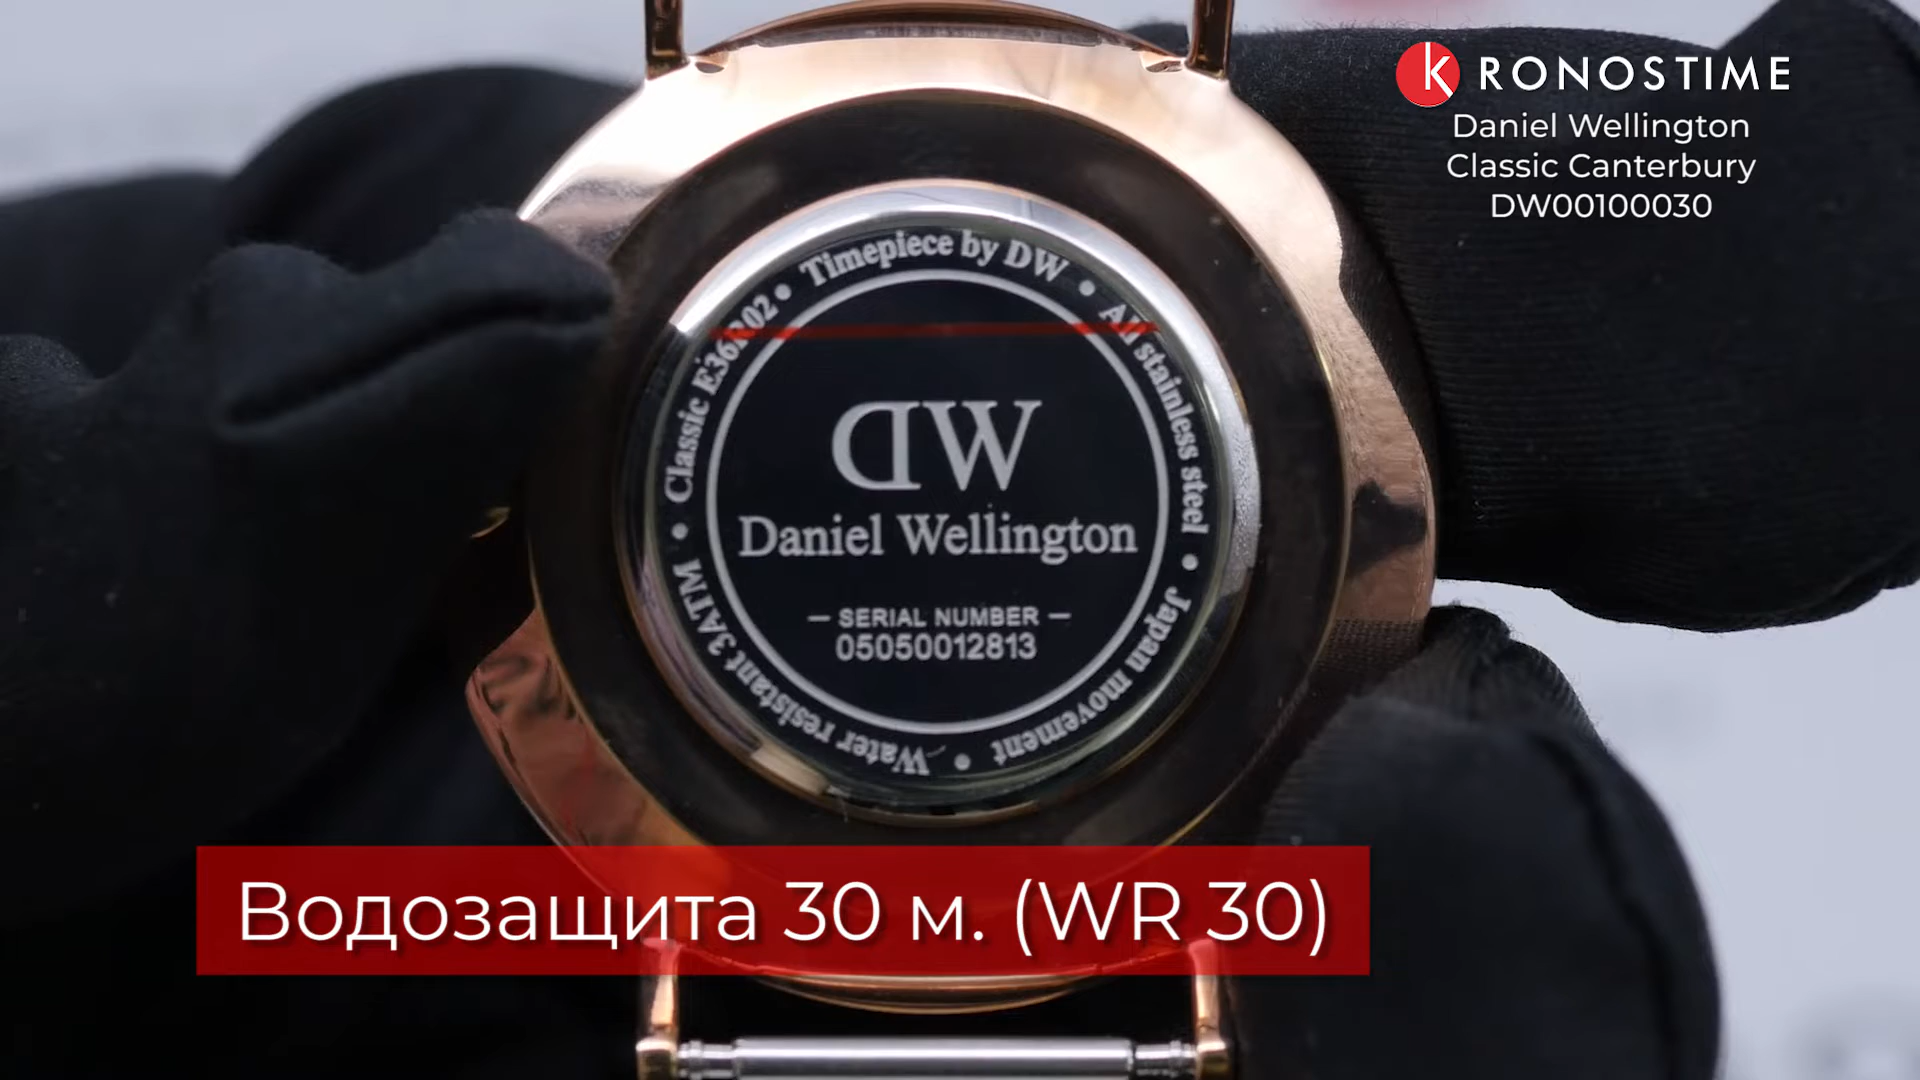 KRONOSTIME
Daniel Wellington
Classic Canterbury
DW00100030
Timepiece by DW • All stainless steel • Japan movement • Water resistant 3ATM • Classic E36R02 •
DW
Daniel Wellington
— SERIAL NUMBER —
05050012813
Водозащита 30 м. (WR 30)